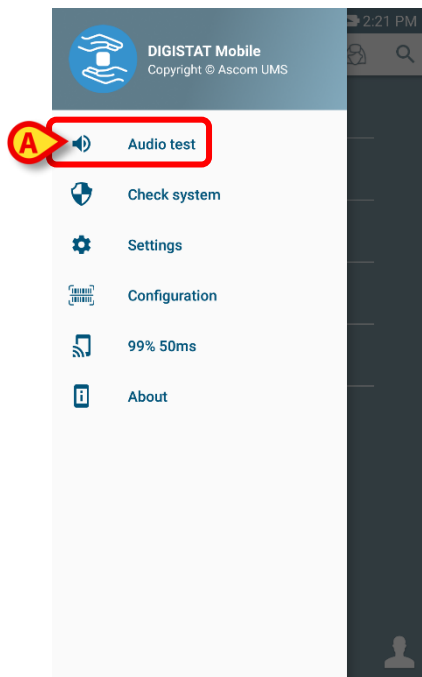 2:21 PM
DIGISTAT Mobile
Copyright © Ascom UMS
A
Audio test
Check system
Settings
Configuration
99% 50ms
About